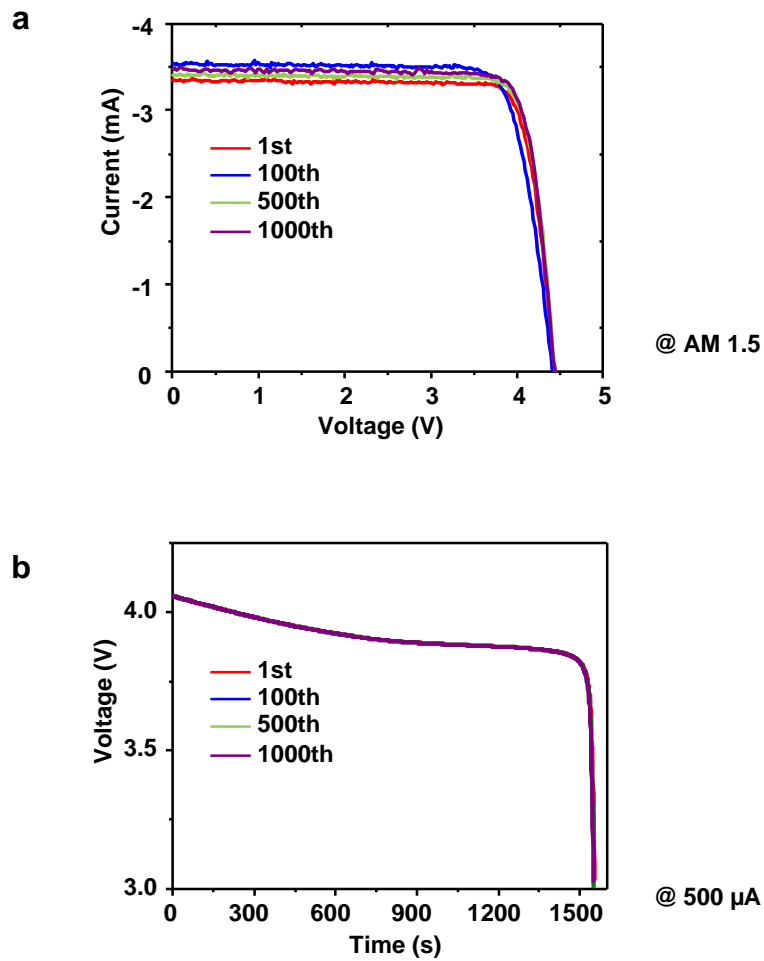 a
Current (mA)
-4
-3
-2
-1
0
1st
100th
500th
1000th
0 1 2 3 4 5
Voltage (V)
@ AM 1.5
b
Voltage (V)
4.0
3.5
3.0
1st
100th
500th
1000th
0 300 600 900 1200 1500
Time (s)
@ 500 µA